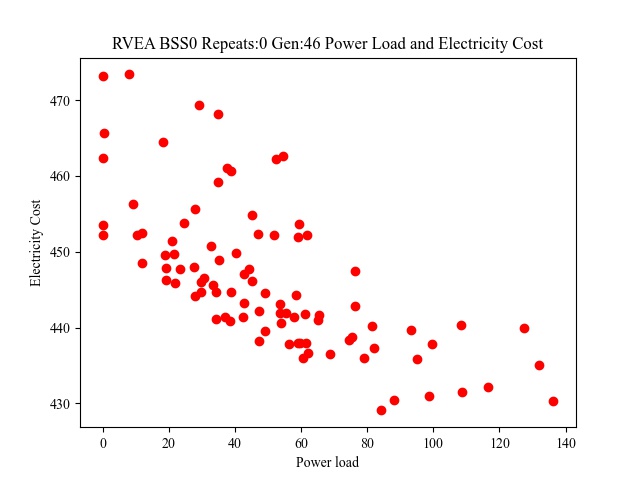 RVEA BSS0 Repeats:0 Gen:46 Power Load and Electricity Cost
470
460
450
440
430
Electricity Cost
0 20 40 60 80 100 120 140
Power load